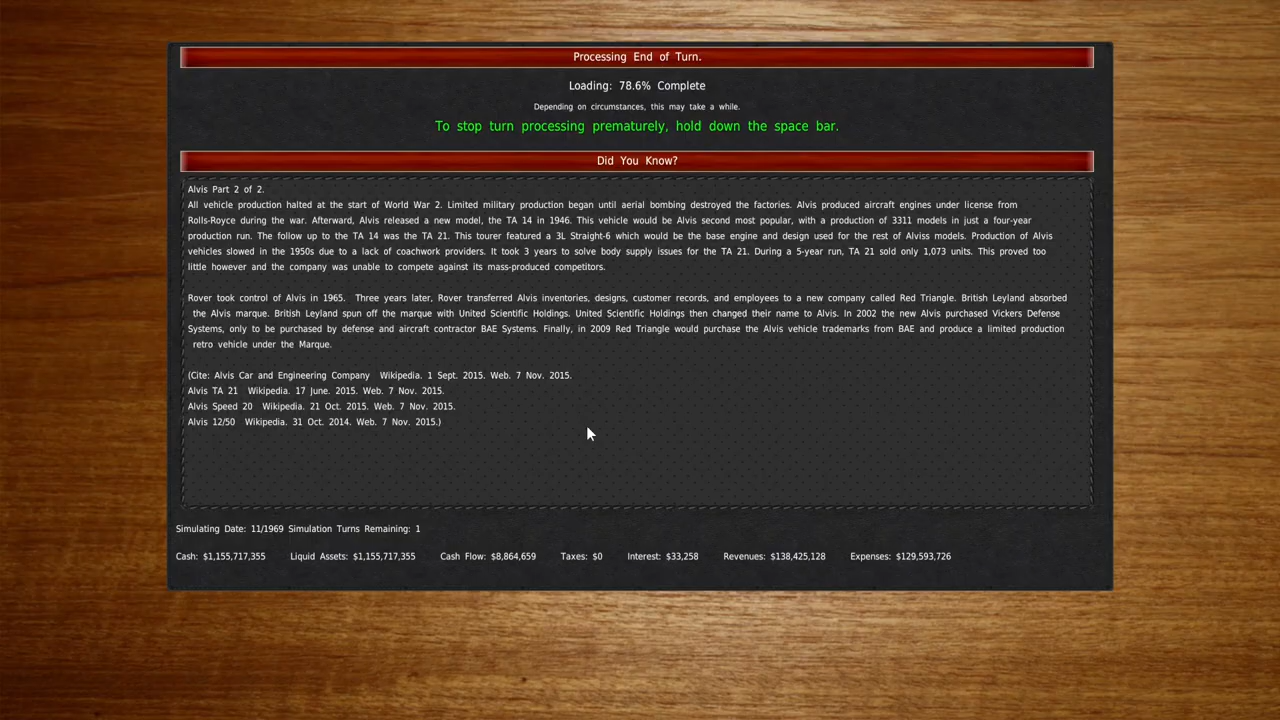 Processing End of Turn.
Loading: 78.6% Complete
Depending on circumstances, this may take a while.
To stop turn processing prematurely, hold down the space bar.
Did You Know?
Alvis Part 2 of 2.
All vehicle production halted at the start of World War 2. Limited military production began until aerial bombing destroyed the factories. Alvis produced aircraft engines under license from
Rolls-Royce during the war. Afterward, Alvis released a new model, the TA 14 in 1946. This vehicle would be Alvis second most popular, with a production of 3311 models in just a four-year
production run. The follow up to the TA 14 was the TA 21. This tourer featured a 3L Straight-6 which would be the base engine and design used for the rest of Alviss models. Production of Alvis
vehicles slowed in the 1950s due to a lack of coachwork providers. It took 3 years to solve body supply issues for the TA 21. During a 5-year run, TA 21 sold only 1,073 units. This proved too
little however and the company was unable to compete against its mass-produced competitors.
Rover took control of Alvis in 1965. Three years later, Rover transferred Alvis inventories, designs, customer records, and employees to a new company called Red Triangle. British Leyland absorbed
the Alvis marque. British Leyland spun off the marque with United Scientific Holdings. United Scientific Holdings then changed their name to Alvis. In 2002 the new Alvis purchased Vickers Defense
Systems, only to be purchased by defense and aircraft contractor BAE Systems. Finally, in 2009 Red Triangle would purchase the Alvis vehicle trademarks from BAE and produce a limited production
retro vehicle under the Marque.
(Cite: Alvis Car and Engineering Company Wikipedia. 1 Sept. 2015. Web. 7 Nov. 2015.
Alvis TA 21 Wikipedia. 17 June. 2015. Web. 7 Nov. 2015.
Alvis Speed 20 Wikipedia. 21 Oct. 2015. Web. 7 Nov. 2015.
Alvis 12/50 Wikipedia. 31 Oct. 2014. Web. 7 Nov. 2015.)
Simulating Date: 11/1969 Simulation Turns Remaining: 1
Cash: $1,155,717,355 Liquid Assets: $1,155,717,355 Cash Flow: $8,864,659 Taxes: $0 Interest: $33,258 Revenues: $138,425,128 Expenses: $129,593,726